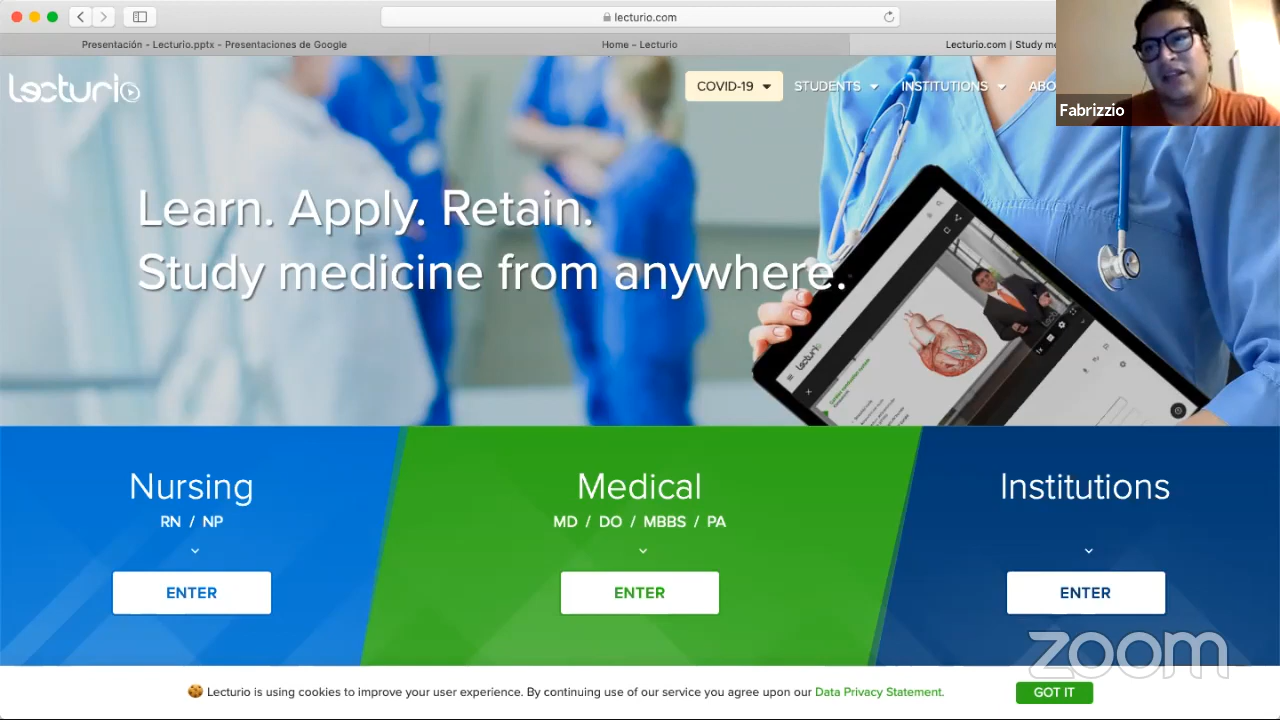 lecturio.com
Presentación - Lecturio.pptx - Presentaciones de Google
Home - Lecturio
Lecturio.com | Study me
Lecturio
COVID-19
STUDENTS
INSTITUTIONS
ABO
Fabrizzio
Learn. Apply. Retain.
Study medicine from anywhere.
Lecturio
Nursing
RN / NP
ENTER
Medical
MD / DO / MBBS / PA
ENTER
Institutions
ENTER
zoom
Lecturio is using cookies to improve your user experience. By continuing use of our service you agree upon our Data Privacy Statement.
GOT IT